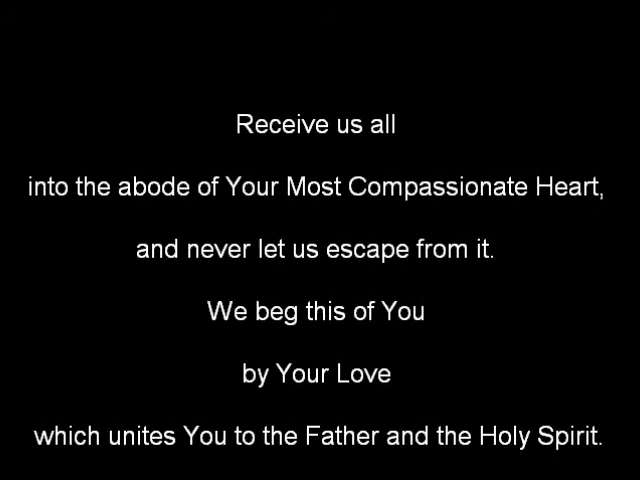 Receive us all
into the abode of Your Most Compassionate Heart,
and never let us escape from it.
We beg this of You
by Your Love
which unites You to the Father and the Holy Spirit.